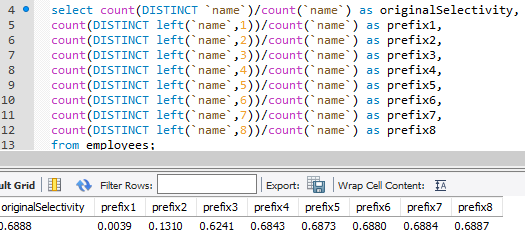 4 select count(DISTINCT `name`)/count(`name`) as originalSelectivity,
5 count(DISTINCT left(`name`,1))/count(`name`) as prefix1,
6 count(DISTINCT left(`name`,2))/count(`name`) as prefix2,
7 count(DISTINCT left(`name`,3))/count(`name`) as prefix3,
8 count(DISTINCT left(`name`,4))/count(`name`) as prefix4,
9 count(DISTINCT left(`name`,5))/count(`name`) as prefix5,
10 count(DISTINCT left(`name`,6))/count(`name`) as prefix6,
11 count(DISTINCT left(`name`,7))/count(`name`) as prefix7,
12 count(DISTINCT left(`name`,8))/count(`name`) as prefix8
13 from employees;
ult Grid Filter Rows: Export: Wrap Cell Content:
originalSelectivity prefix1 prefix2 prefix3 prefix4 prefix5 prefix6 prefix7 prefix8
0.6888 0.0039 0.1310 0.6241 0.6843 0.6873 0.6880 0.6884 0.6887